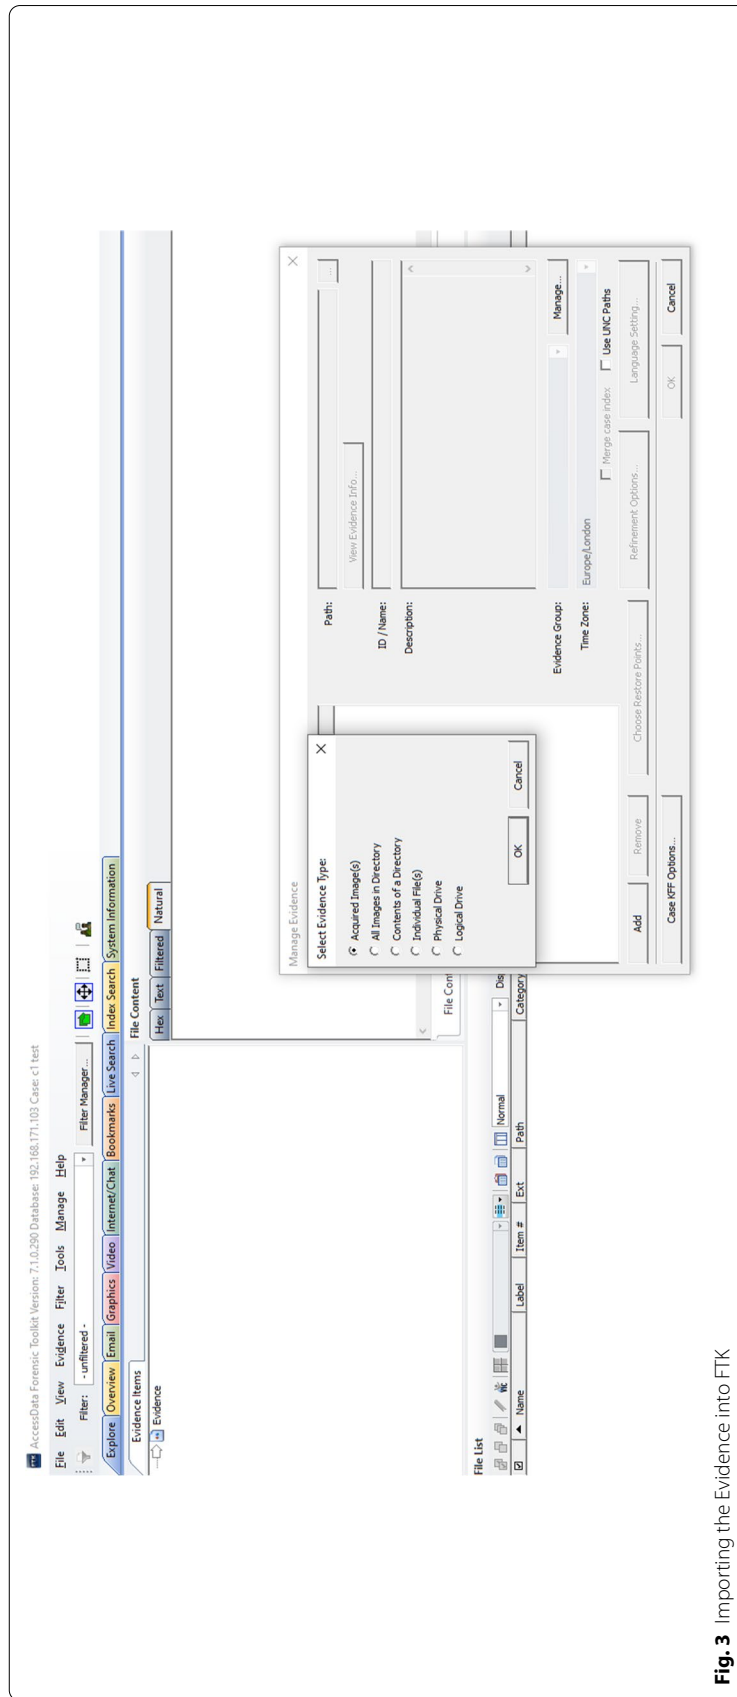 AccessData Forensic Toolkit Version: 7.1.0.290 Database: 192.168.171.103 Case: c1 test
File Edit View Evidence Filter Tools Manage Help
Filter: - unfiltered - Filter Manager...
Explore Overview Email Graphics Video Internet/Chat Bookmarks Live Search Index Search System Information
Evidence Items
Evidence
File Content
Hex Text Filtered Natural
File Cont
File List
Normal Dis
Name Label Item # Ext Path Category
Manage Evidence
Path: ...
View Evidence Info...
ID / Name:
Description:
Evidence Group: Manage...
Time Zone: Europe/London
Merge case index Use UNC Paths
Add Remove Choose Restore Points... Refinement Options... Language Setting...
Case KFF Options... OK Cancel
Select Evidence Type:
Acquired Image(s)
All Images in Directory
Contents of a Directory
Individual File(s)
Physical Drive
Logical Drive
OK Cancel
Fig. 3 Importing the Evidence into FTK